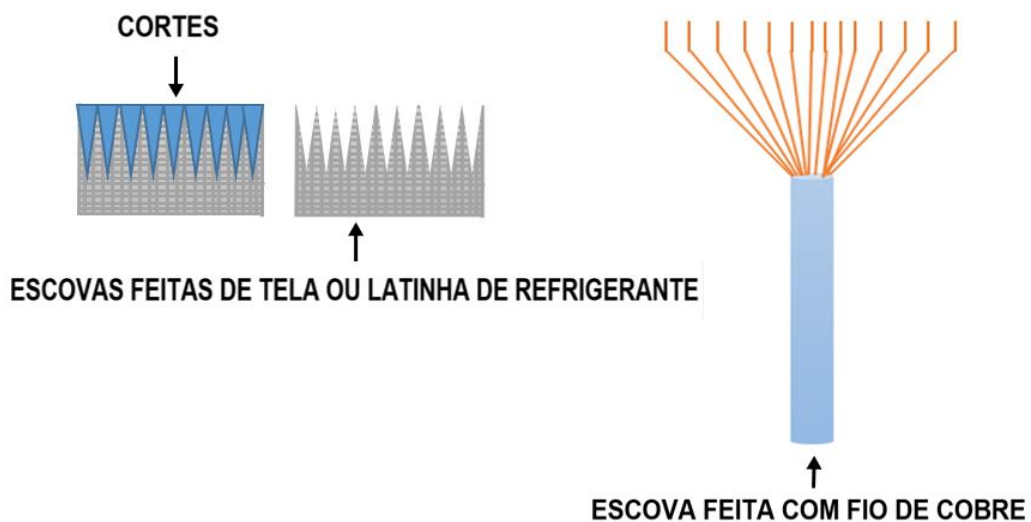 CORTES
ESCOVAS FEITAS DE TELA OU LATINHA DE REFRIGERANTE
ESCOVA FEITA COM FIO DE COBRE